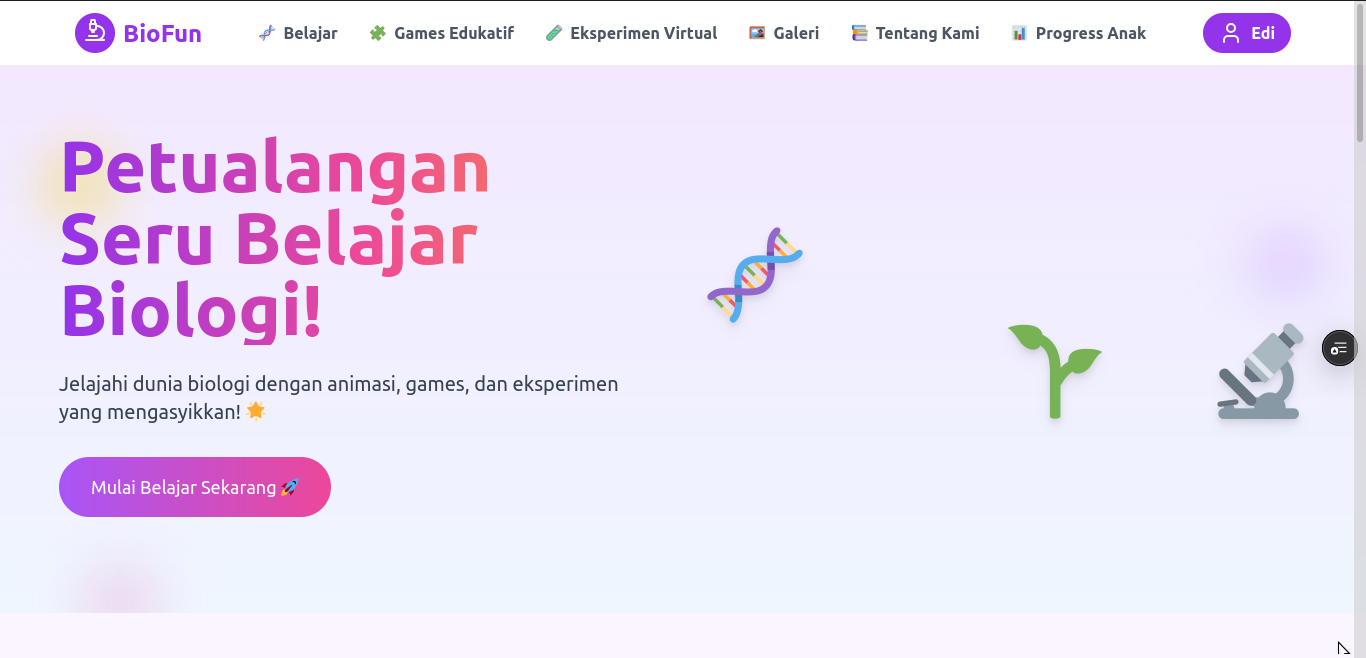 BioFun
🧬 Belajar
🧩 Games Edukatif
🧪 Eksperimen Virtual
🖼️ Galeri
📚 Tentang Kami
📊 Progress Anak
Edi
Petualangan
Seru Belajar
Biologi!
Jelajahi dunia biologi dengan animasi, games, dan eksperimen
yang mengasyikkan! 🌟
Mulai Belajar Sekarang 🚀